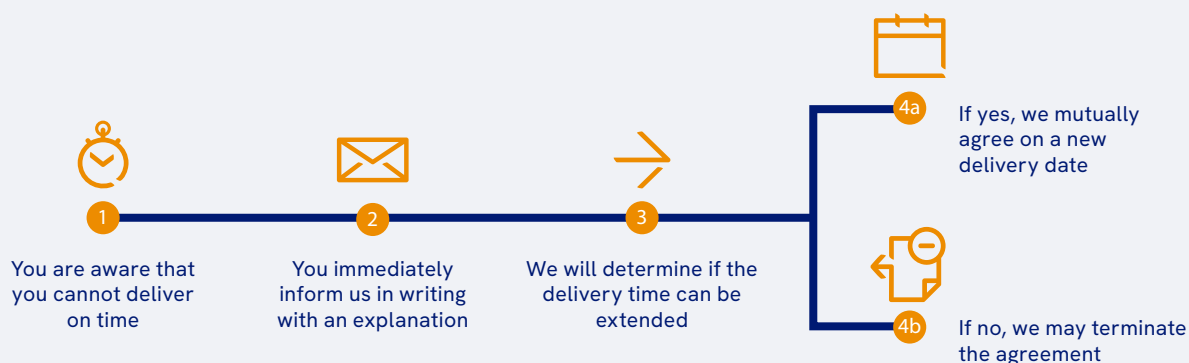 1
You are aware that
you cannot deliver
on time
2
You immediately
inform us in writing
with an explanation
3
We will determine if the
delivery time can be
extended
4a
If yes, we mutually
agree on a new
delivery date
4b
If no, we may terminate
the agreement